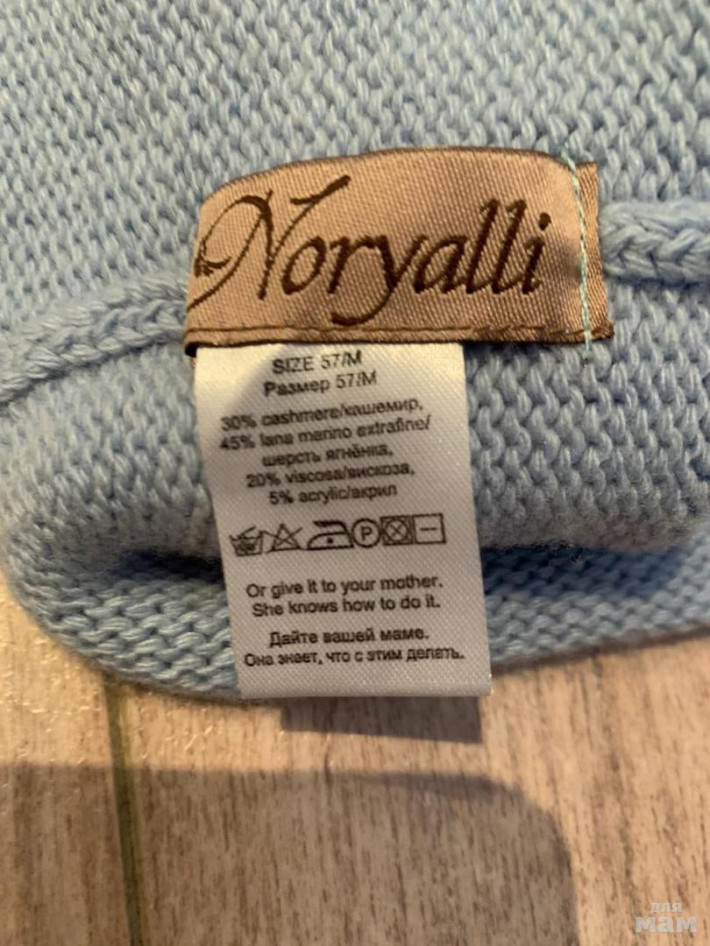 Noryalli
SIZE 57/M
Размер 57/M
30% cashmere/кашемир,
45% lana merino extrafine/
шерсть ягнёнка,
20% viscosa/вискоза,
5% acrylic/акрил
P
Or give it to your mother.
She knows how to do it.
Дайте вашей маме.
Она знает, что с этим делать.
для
мам